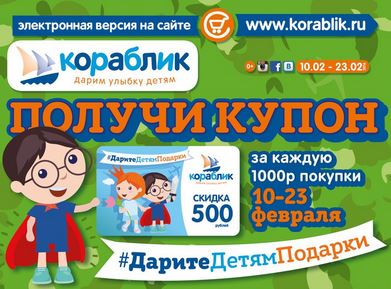 электронная версия на сайте
www.korablik.ru
10.02 - 23.02
кораблик
дарим улыбку детям
ПОЛУЧИ КУПОН
#ДаритеДетямПодарки
кораблик
СКИДКА
500
рублей
за каждую
1000р покупки
10-23
февраля
#ДаритеДетямПодарки